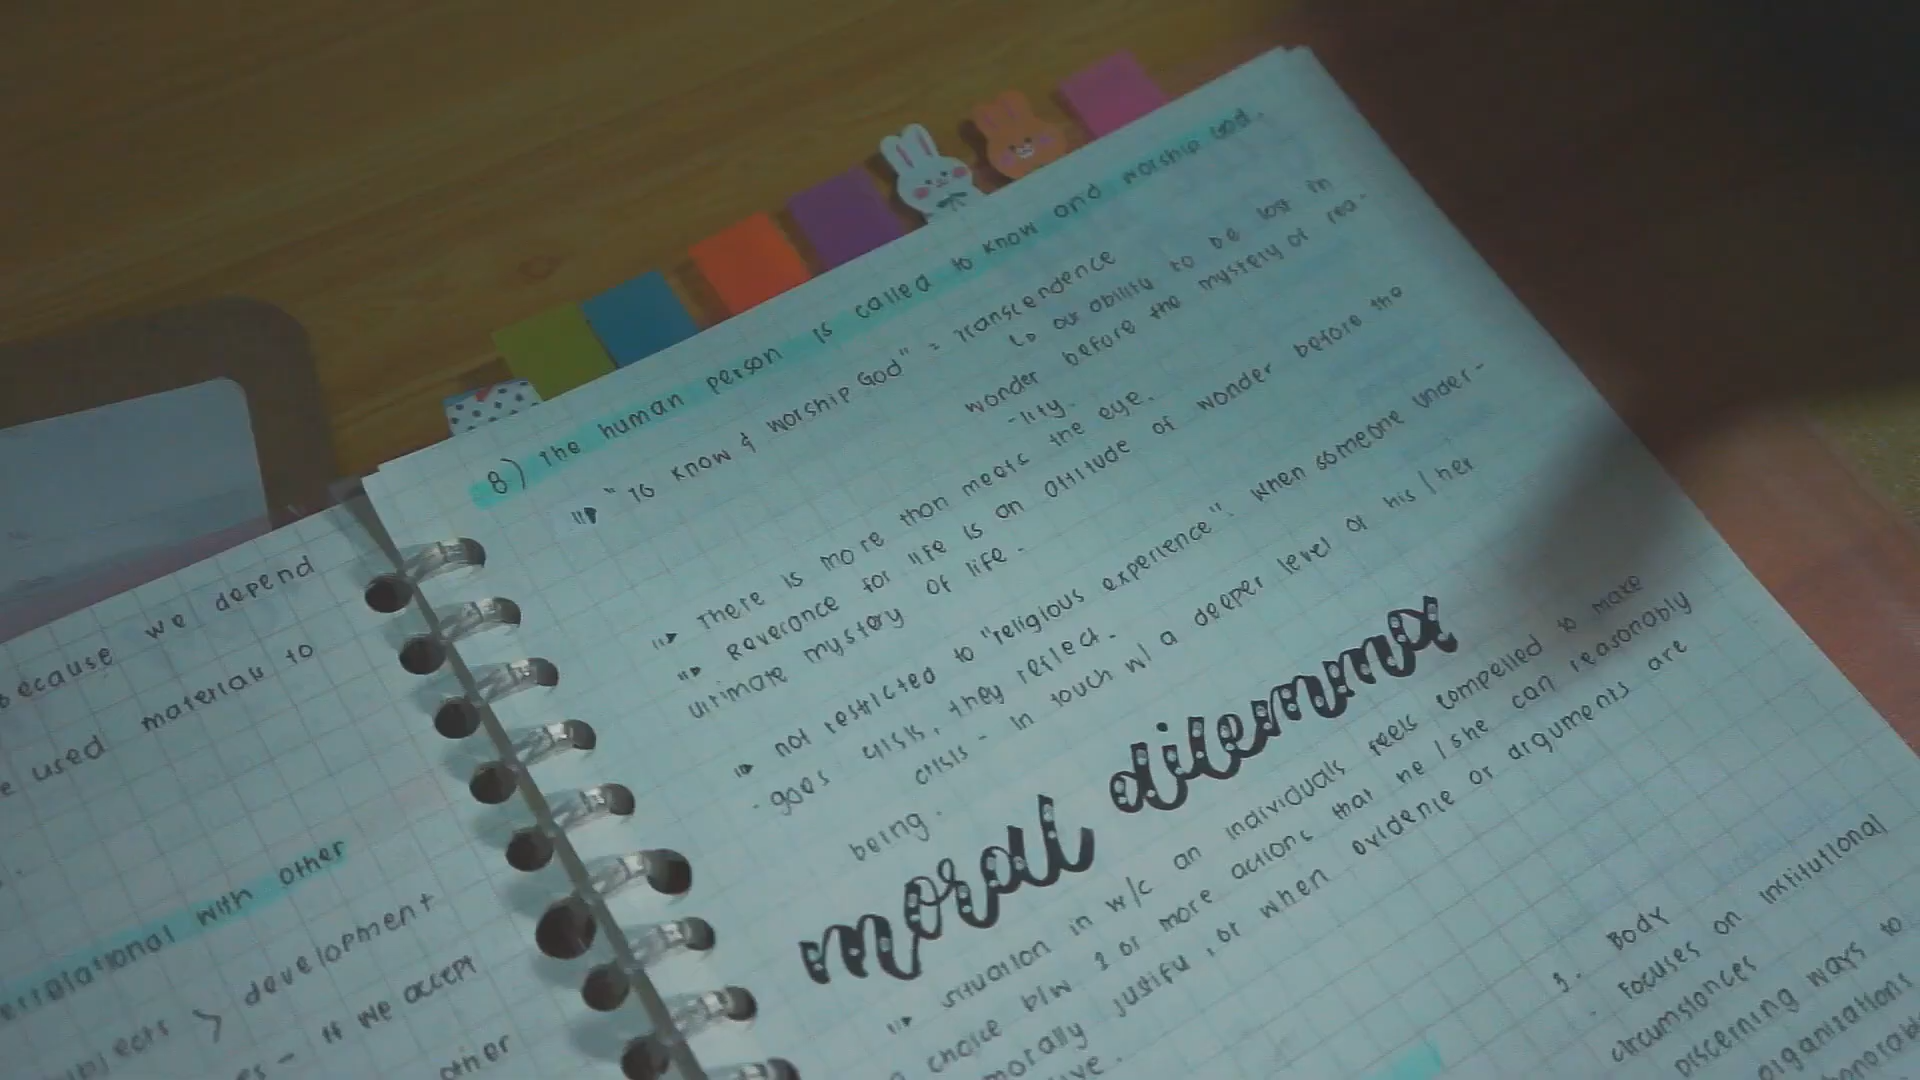 because we depend
e used materials to
errelational with other
bjects > development
es - if we accept
other
8) The human person is called to know and worship God.
"to know & worship God" = Transcendence
↳ our ability to be lost in
wonder before the mystery of rea-
-lity.
There is more than meets the eye.
Reverence for life is an attitude of wonder before the
ultimate mystery of life.
not restricted to "religious experience". When someone under-
- goes crisis, they reflect.
crisis - in touch w/ a deeper level of his / her
being.
moral dilemma
situation in w/c an individuals feels compelled to make
choice b/w 2 or more actions that he / she can reasonably
morally justify, or when evidence or arguments are
ive.
3. Body
Focuses on institutional
circumstances
Discerning ways to
organizations
honorable